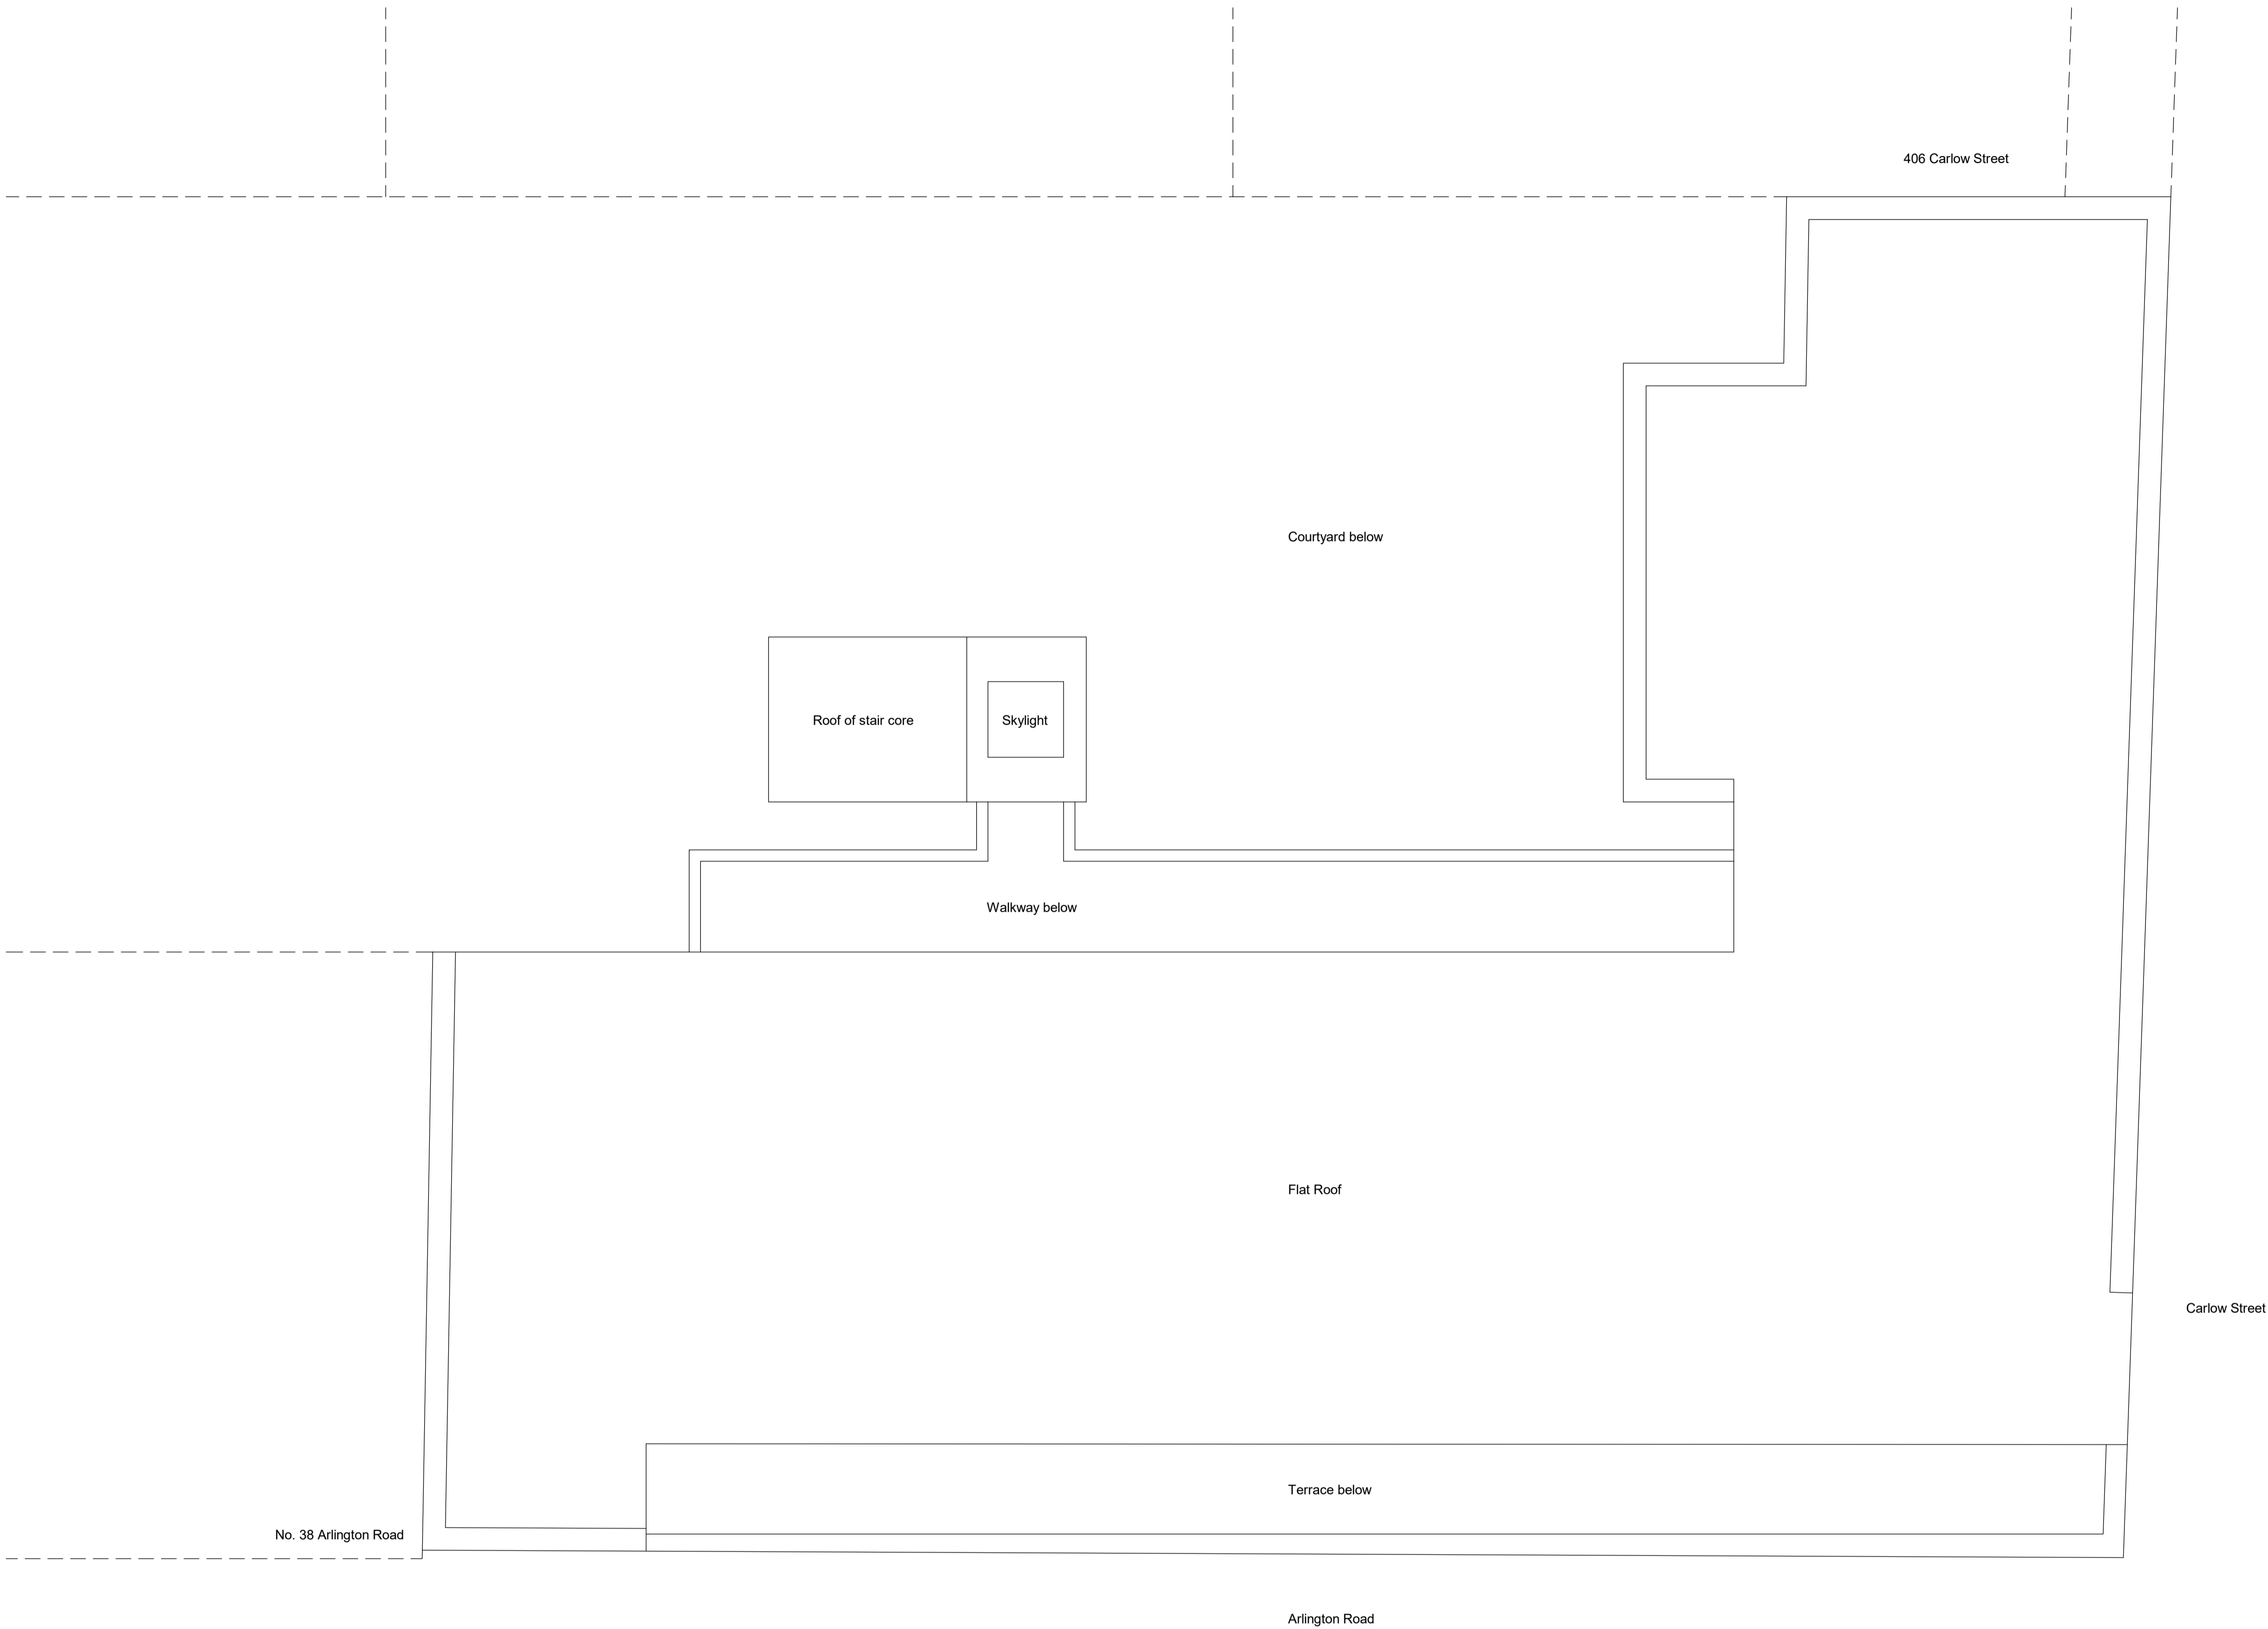 406 Carlow Street
Courtyard below
Roof of stair core
Skylight
Walkway below
Flat Roof
Carlow Street
Terrace below
No. 38 Arlington Road
Arlington Road